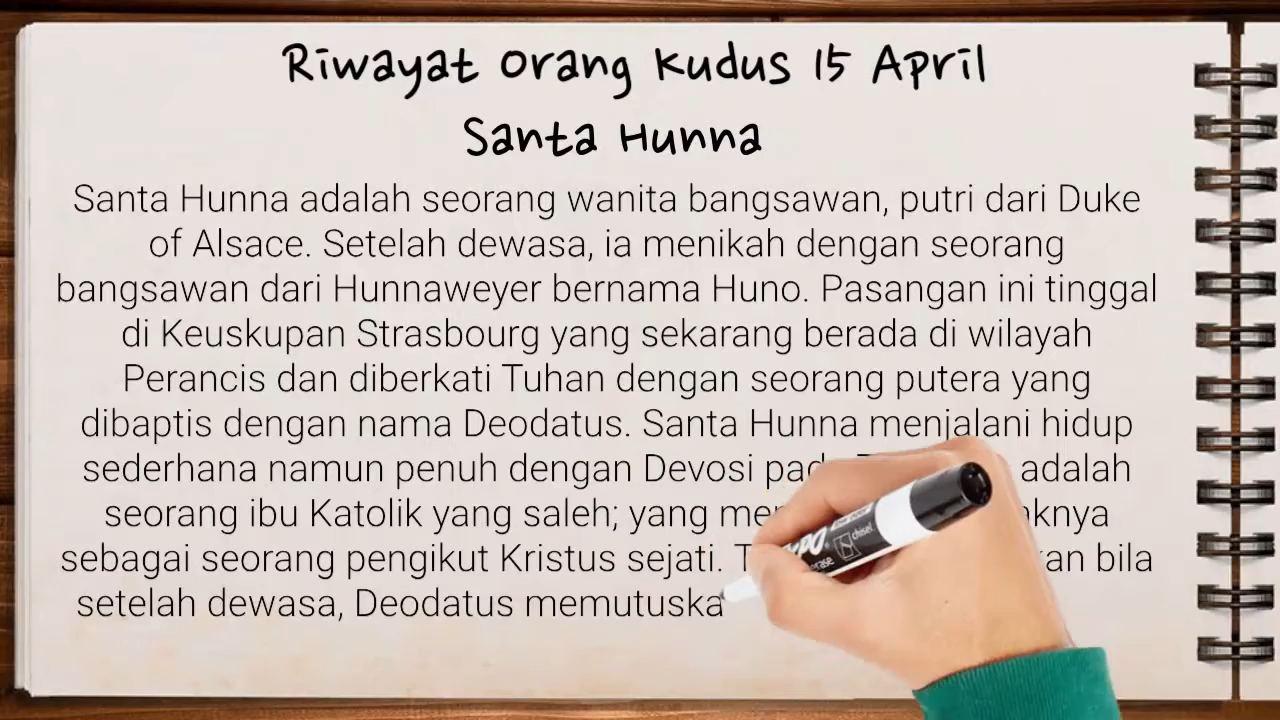 Riwayat Orang Kudus 15 April
Santa Hunna
Santa Hunna adalah seorang wanita bangsawan, putri dari Duke
of Alsace. Setelah dewasa, ia menikah dengan seorang
bangsawan dari Hunnaweyer bernama Huno. Pasangan ini tinggal
di Keuskupan Strasbourg yang sekarang berada di wilayah
Perancis dan diberkati Tuhan dengan seorang putera yang
dibaptis dengan nama Deodatus. Santa Hunna menjalani hidup
sederhana namun penuh dengan Devosi adalah
seorang ibu Katolik yang saleh; yang
sebagai seorang pengikut Kristus sejati. bila
setelah dewasa, Deodatus memutuska
chisel